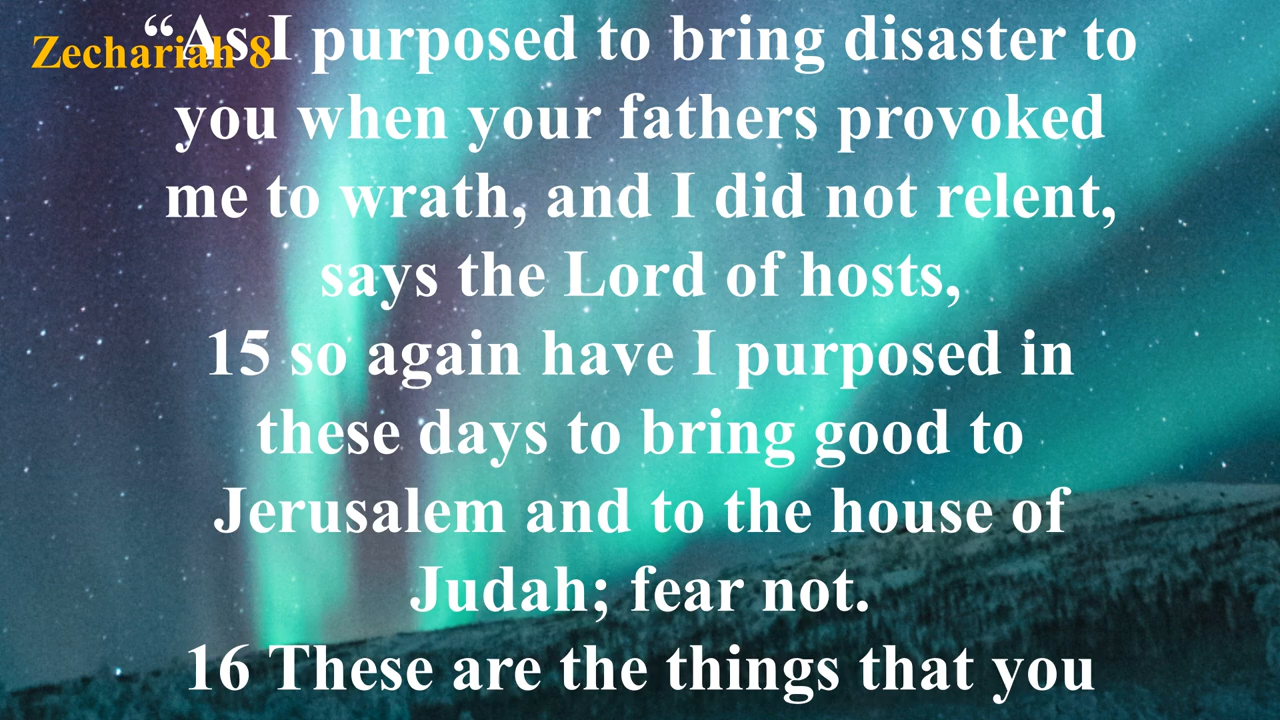 Zechariah 8
“As I purposed to bring disaster to
you when your fathers provoked
me to wrath, and I did not relent,
says the Lord of hosts,
15 so again have I purposed in
these days to bring good to
Jerusalem and to the house of
Judah; fear not.
16 These are the things that you